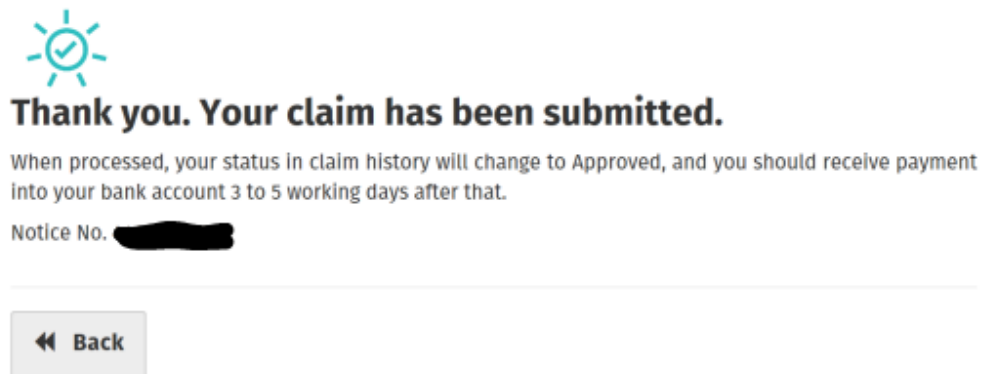 Thank you. Your claim has been submitted.
When processed, your status in claim history will change to Approved, and you should receive payment
into your bank account 3 to 5 working days after that.
Notice No.
Back